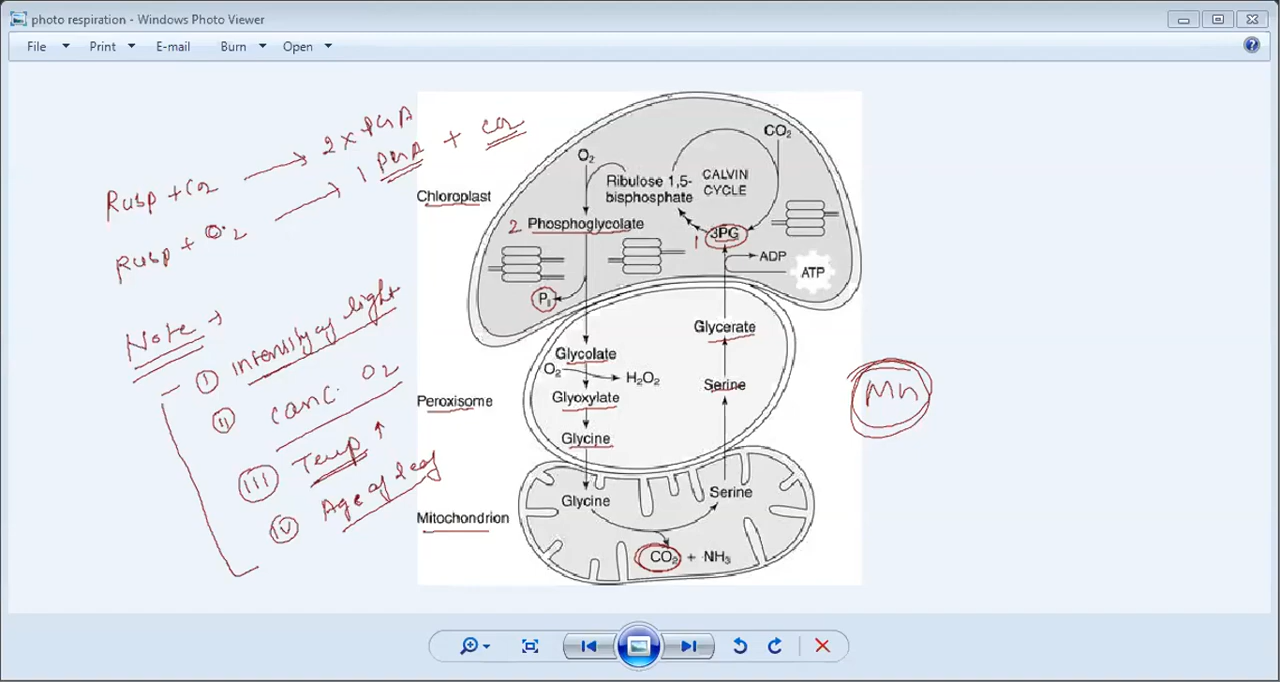 photo respiration - Windows Photo Viewer
File Print E-mail Burn Open
RuBP + CO2 → 2 x PGA
RuBP + O2 → 1 PGA + CO2
Note →
(I) intensity of light
(II) Conc. O2
(III) Temp ↑
(IV) Age of leaf
Chloroplast
O2
CO2
Ribulose 1,5-
bisphosphate
CALVIN
CYCLE
2 Phosphoglycolate
1 3PG
ADP
ATP
Pi
Peroxisome
Glycolate
O2
H2O2
Glyoxylate
Glycine
Glycerate
Serine
Mn
Mitochondrion
Glycine
Serine
CO2 + NH3